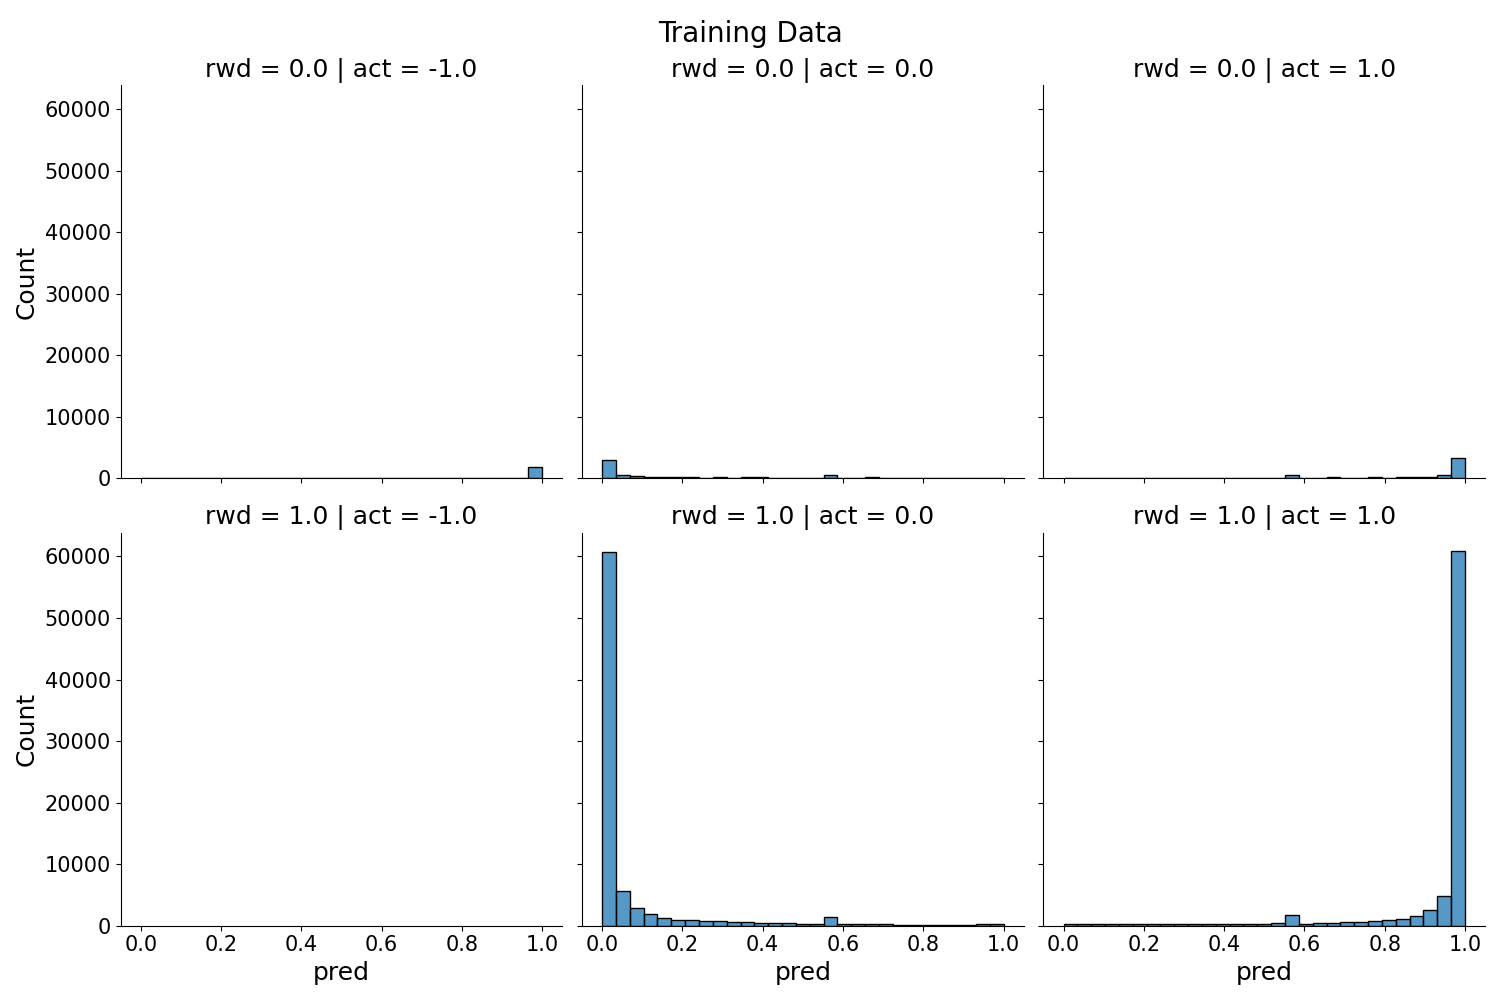 Training Data
rwd = 0.0 | act = -1.0
rwd = 0.0 | act = 0.0
rwd = 0.0 | act = 1.0
60000
50000
40000
30000
20000
10000
0
Count
rwd = 1.0 | act = -1.0
rwd = 1.0 | act = 0.0
rwd = 1.0 | act = 1.0
60000
50000
40000
30000
20000
10000
0
Count
0.0 0.2 0.4 0.6 0.8 1.0
0.0 0.2 0.4 0.6 0.8 1.0
0.0 0.2 0.4 0.6 0.8 1.0
pred
pred
pred